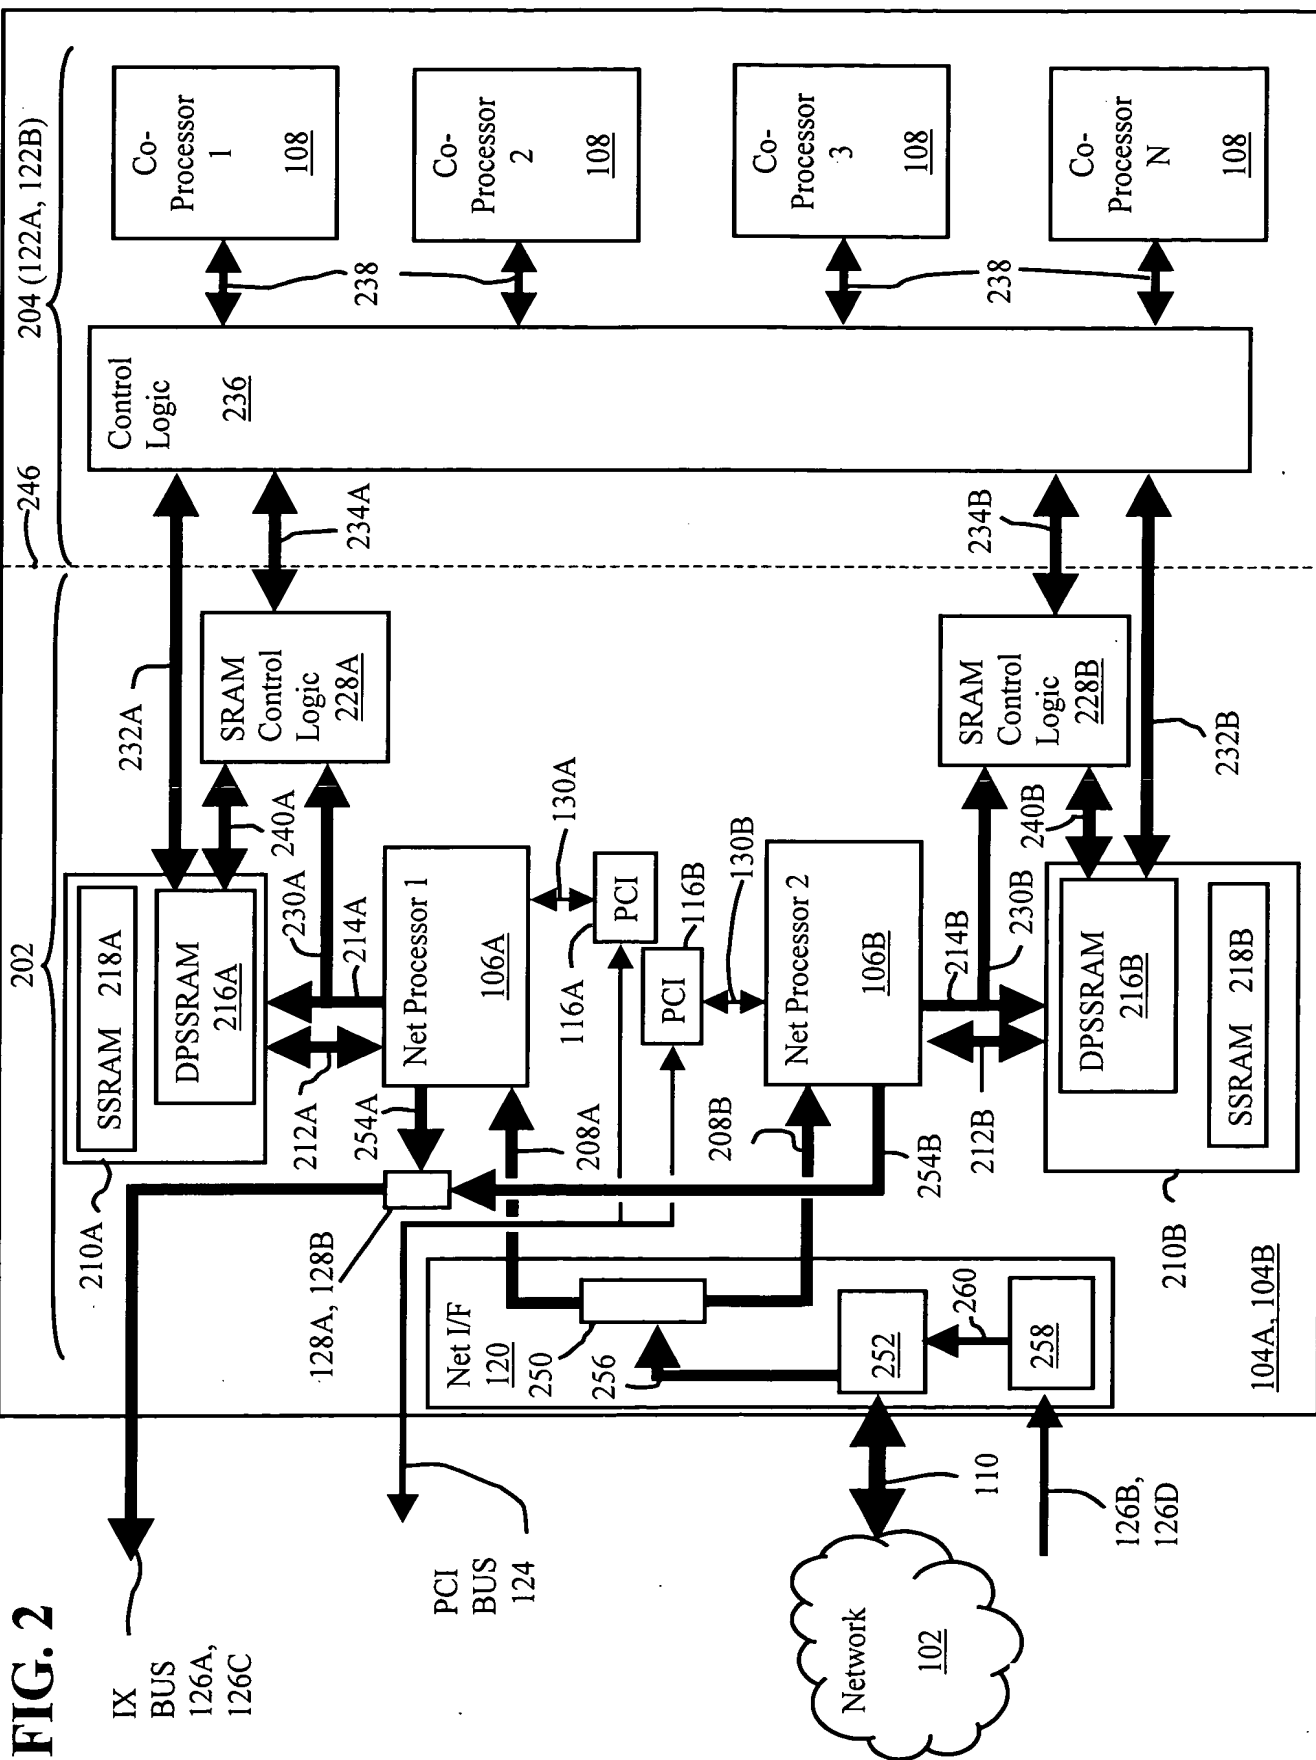 FIG. 2
IX
BUS
126A,
126C
PCI
BUS
124
Network
102
110
126B,
126D
202
246
204 (122A, 122B)
210A
SSRAM 218A
DPSSRAM
216A
232A
240A
230A
214A
212A
254A
128A, 128B
SRAM
Control
Logic
228A
234A
Control
Logic
236
Co-
Processor
1
108
238
Co-
Processor
2
108
Co-
Processor
3
108
238
Co-
Processor
N
108
Net Processor 1
106A
130A
PCI
116A
208A
PCI
116B
130B
Net Processor 2
106B
208B
254B
214B
230B
212B
SRAM
Control
Logic
228B
234B
240B
232B
DPSSRAM
216B
SSRAM 218B
210B
Net I/F
120
250
256
252
260
258
104A, 104B